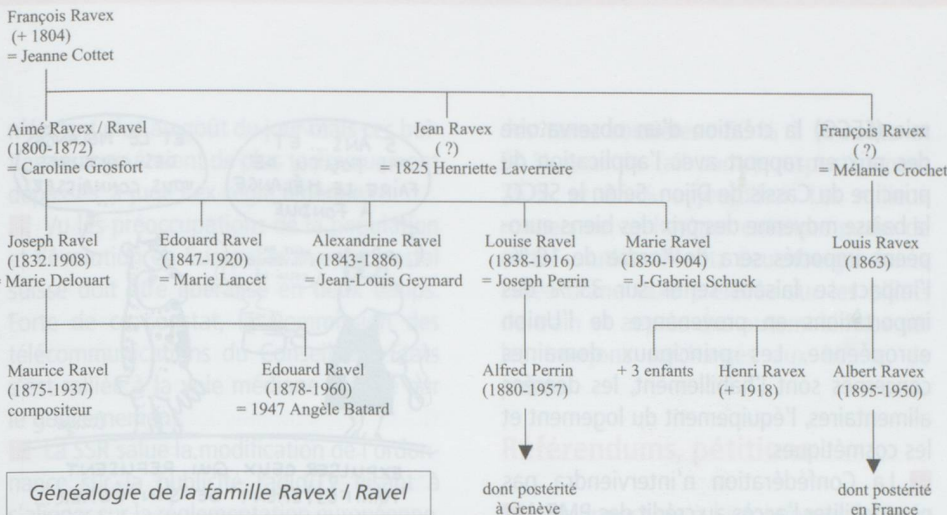 François Ravex
(+ 1804)
= Jeanne Cottet
Aimé Ravex / Ravel
(1800-1872)
= Caroline Grosfort
Jean Ravex
(?)
= 1825 Henriette Laverrière
François Ravex
(?)
= Mélanie Crochet
Joseph Ravel
(1832.1908)
= Marie Delouart
Edouard Ravel
(1847-1920)
= Marie Lancet
Alexandrine Ravel
(1843-1886)
= Jean-Louis Geymard
Louise Ravel
(1838-1916)
= Joseph Perrin
Marie Ravel
(1830-1904)
= J-Gabriel Schuck
Louis Ravex
(1863)
Maurice Ravel
(1875-1937)
compositeur
Edouard Ravel
(1878-1960)
= 1947 Angèle Batard
Alfred Perrin
(1880-1957)
+ 3 enfants
Henri Ravex
(+ 1918)
Albert Ravex
(1895-1950)
Généalogie de la famille Ravex / Ravel
dont postérité
à Genève
dont postérité
en France